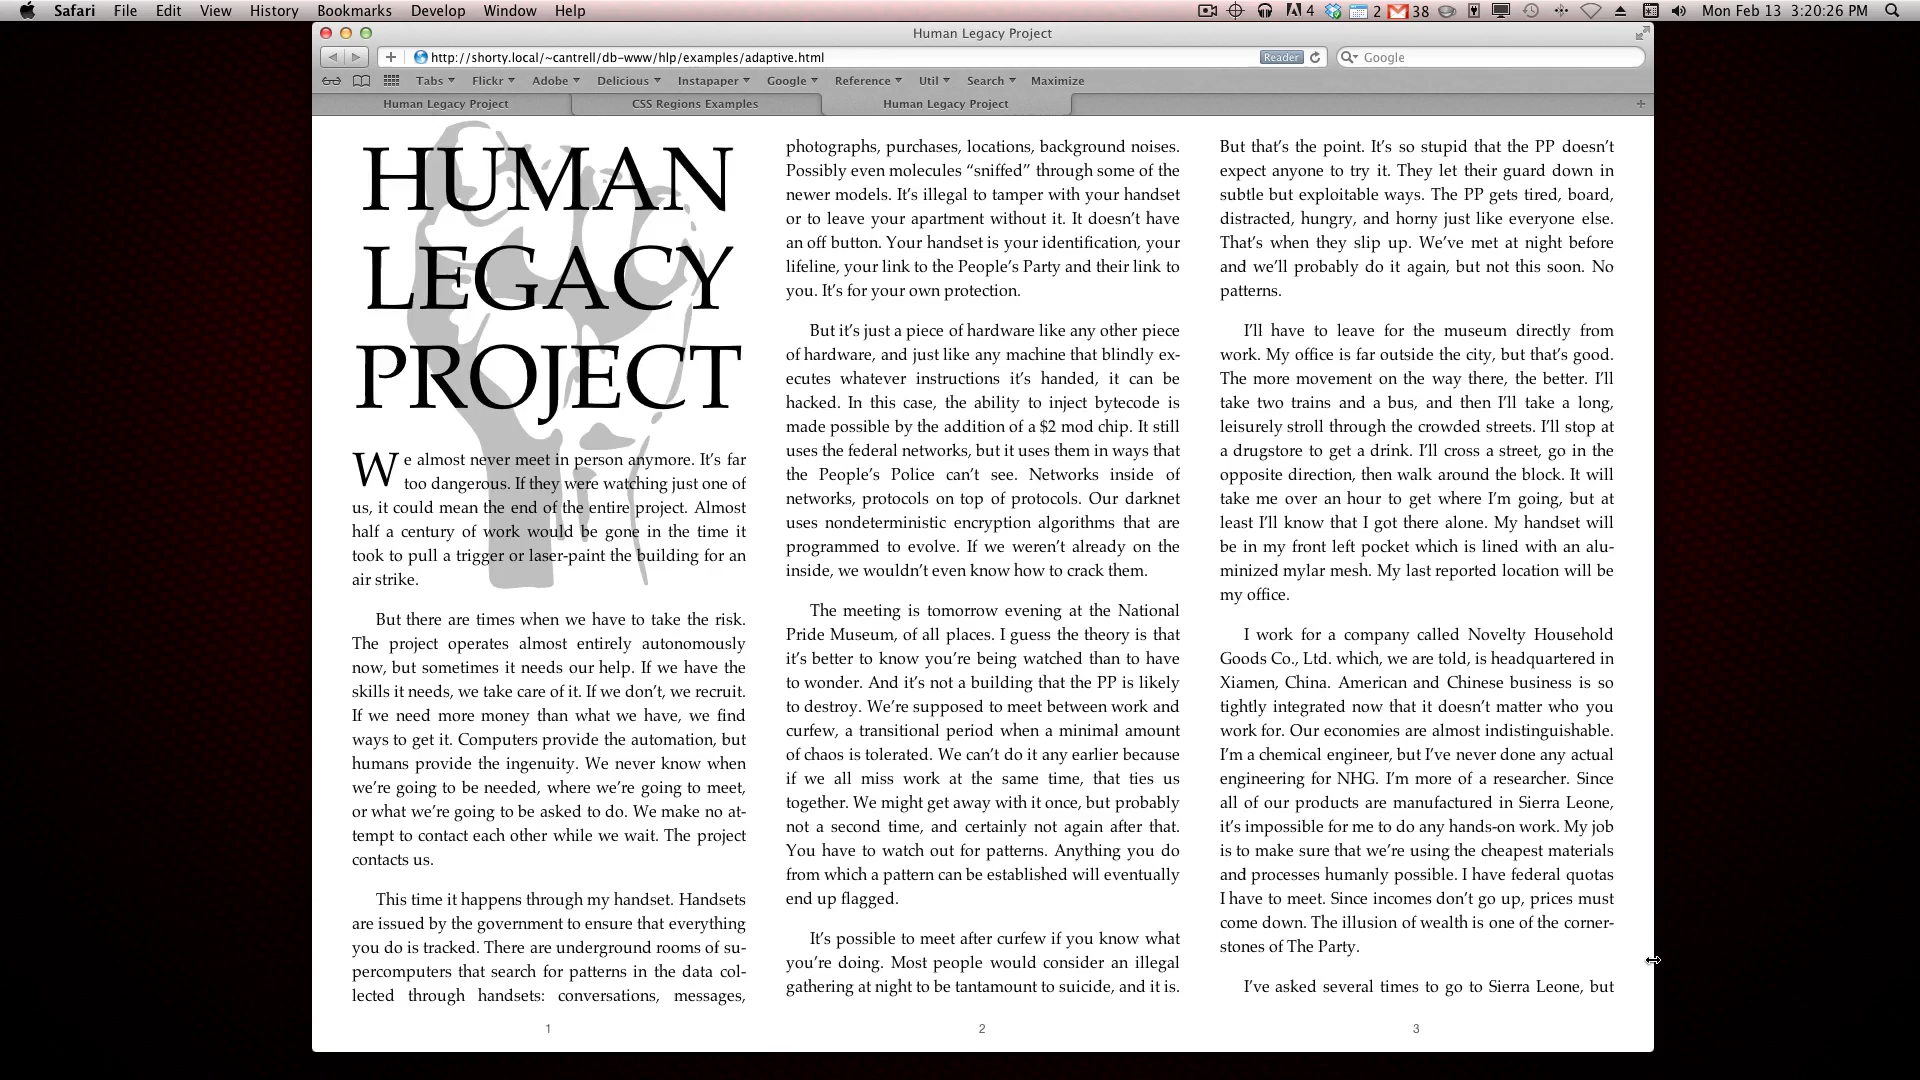 Safari File Edit View History Bookmarks Develop Window Help 4 2 38 Mon Feb 13 3:20:26 PM
Human Legacy Project
http://shorty.local/~cantrell/db-www/hlp/examples/adaptive.html Reader Google
Tabs Flickr Adobe Delicious Instapaper Google Reference Util Search Maximize
Human Legacy Project CSS Regions Examples Human Legacy Project
HUMAN
LEGACY
PROJECT
We almost never meet in person anymore. It's far
too dangerous. If they were watching just one of
us, it could mean the end of the entire project. Almost
half a century of work would be gone in the time it
took to pull a trigger or laser-paint the building for an
air strike.
But there are times when we have to take the risk.
The project operates almost entirely autonomously
now, but sometimes it needs our help. If we have the
skills it needs, we take care of it. If we don't, we recruit.
If we need more money than what we have, we find
ways to get it. Computers provide the automation, but
humans provide the ingenuity. We never know when
we're going to be needed, where we're going to meet,
or what we're going to be asked to do. We make no at-
tempt to contact each other while we wait. The project
contacts us.
This time it happens through my handset. Handsets
are issued by the government to ensure that everything
you do is tracked. There are underground rooms of su-
percomputers that search for patterns in the data col-
lected through handsets: conversations, messages,
1
photographs, purchases, locations, background noises.
Possibly even molecules “sniffed” through some of the
newer models. It's illegal to tamper with your handset
or to leave your apartment without it. It doesn't have
an off button. Your handset is your identification, your
lifeline, your link to the People's Party and their link to
you. It's for your own protection.
But it's just a piece of hardware like any other piece
of hardware, and just like any machine that blindly ex-
ecutes whatever instructions it's handed, it can be
hacked. In this case, the ability to inject bytecode is
made possible by the addition of a $2 mod chip. It still
uses the federal networks, but it uses them in ways that
the People's Police can't see. Networks inside of
networks, protocols on top of protocols. Our darknet
uses nondeterministic encryption algorithms that are
programmed to evolve. If we weren't already on the
inside, we wouldn't even know how to crack them.
The meeting is tomorrow evening at the National
Pride Museum, of all places. I guess the theory is that
it's better to know you're being watched than to have
to wonder. And it's not a building that the PP is likely
to destroy. We're supposed to meet between work and
curfew, a transitional period when a minimal amount
of chaos is tolerated. We can't do it any earlier because
if we all miss work at the same time, that ties us
together. We might get away with it once, but probably
not a second time, and certainly not again after that.
You have to watch out for patterns. Anything you do
from which a pattern can be established will eventually
end up flagged.
It's possible to meet after curfew if you know what
you're doing. Most people would consider an illegal
gathering at night to be tantamount to suicide, and it is.
2
But that's the point. It's so stupid that the PP doesn't
expect anyone to try it. They let their guard down in
subtle but exploitable ways. The PP gets tired, board,
distracted, hungry, and horny just like everyone else.
That's when they slip up. We've met at night before
and we'll probably do it again, but not this soon. No
patterns.
I'll have to leave for the museum directly from
work. My office is far outside the city, but that's good.
The more movement on the way there, the better. I'll
take two trains and a bus, and then I'll take a long,
leisurely stroll through the crowded streets. I'll stop at
a drugstore to get a drink. I'll cross a street, go in the
opposite direction, then walk around the block. It will
take me over an hour to get where I'm going, but at
least I'll know that I got there alone. My handset will
be in my front left pocket which is lined with an alu-
minized mylar mesh. My last reported location will be
my office.
I work for a company called Novelty Household
Goods Co., Ltd. which, we are told, is headquartered in
Xiamen, China. American and Chinese business is so
tightly integrated now that it doesn't matter who you
work for. Our economies are almost indistinguishable.
I'm a chemical engineer, but I've never done any actual
engineering for NHG. I'm more of a researcher. Since
all of our products are manufactured in Sierra Leone,
it's impossible for me to do any hands-on work. My job
is to make sure that we're using the cheapest materials
and processes humanly possible. I have federal quotas
I have to meet. Since incomes don't go up, prices must
come down. The illusion of wealth is one of the corner-
stones of The Party.
I've asked several times to go to Sierra Leone, but
3